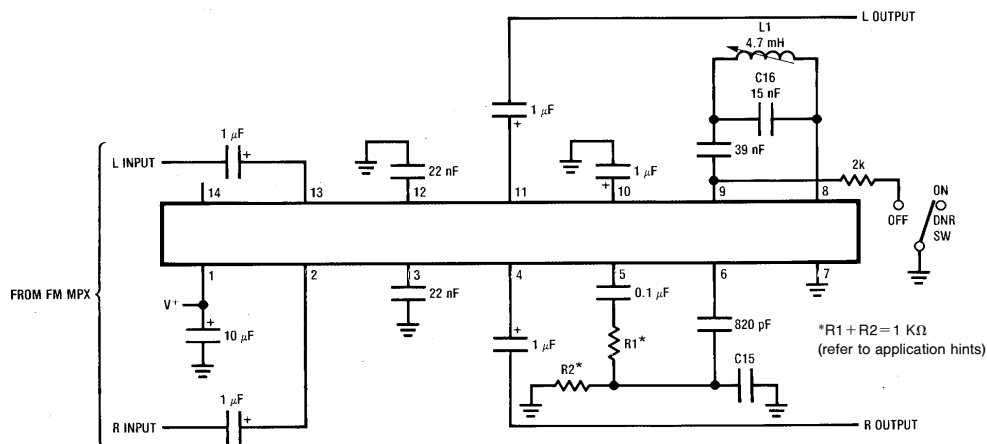 L OUTPUT
L1
4.7 mH
C16
15 nF
1 µF
+
39 nF
1 µF
+
L INPUT
22 nF
1 µF
+
2k
ON
OFF
DNR
SW
14
13
12
11
10
9
8
FROM FM MPX
1
2
3
4
5
6
7
V+
+
10 µF
22 nF
+
1 µF
0.1 µF
R1*
820 pF
*R1+R2=1 KΩ
(refer to application hints)
R2*
C15
1 µF
+
R INPUT
R OUTPUT